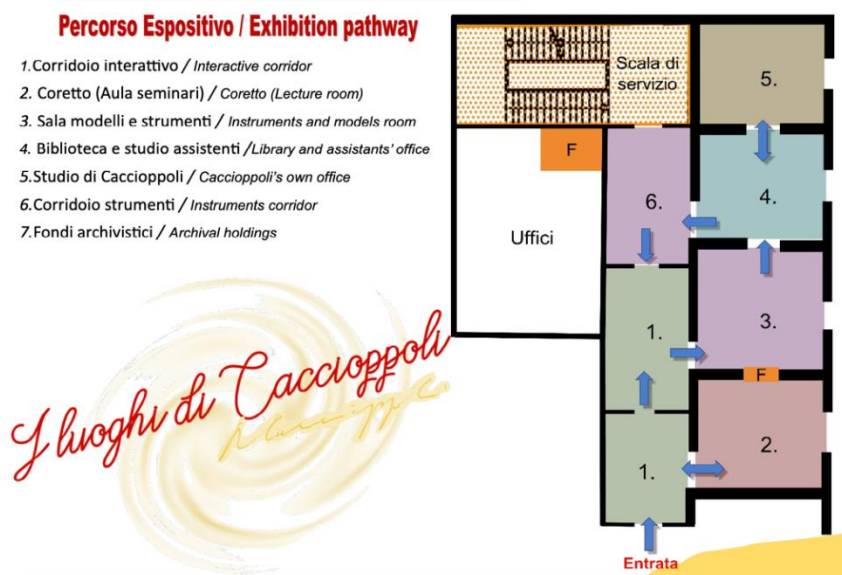 Percorso Espositivo / Exhibition pathway
1. Corridoio interattivo / Interactive corridor
2. Coretto (Aula seminari) / Coretto (Lecture room)
3. Sala modelli e strumenti / Instruments and models room
4. Biblioteca e studio assistenti /Library and assistants' office
5. Studio di Caccioppoli / Caccioppoli's own office
6. Corridoio strumenti / Instruments corridor
7. Fondi archivistici / Archival holdings
I luoghi di Caccioppoli
Scala di
servizio
5.
F
6.
4.
Uffici
1.
3.
F
1.
2.
Entrata